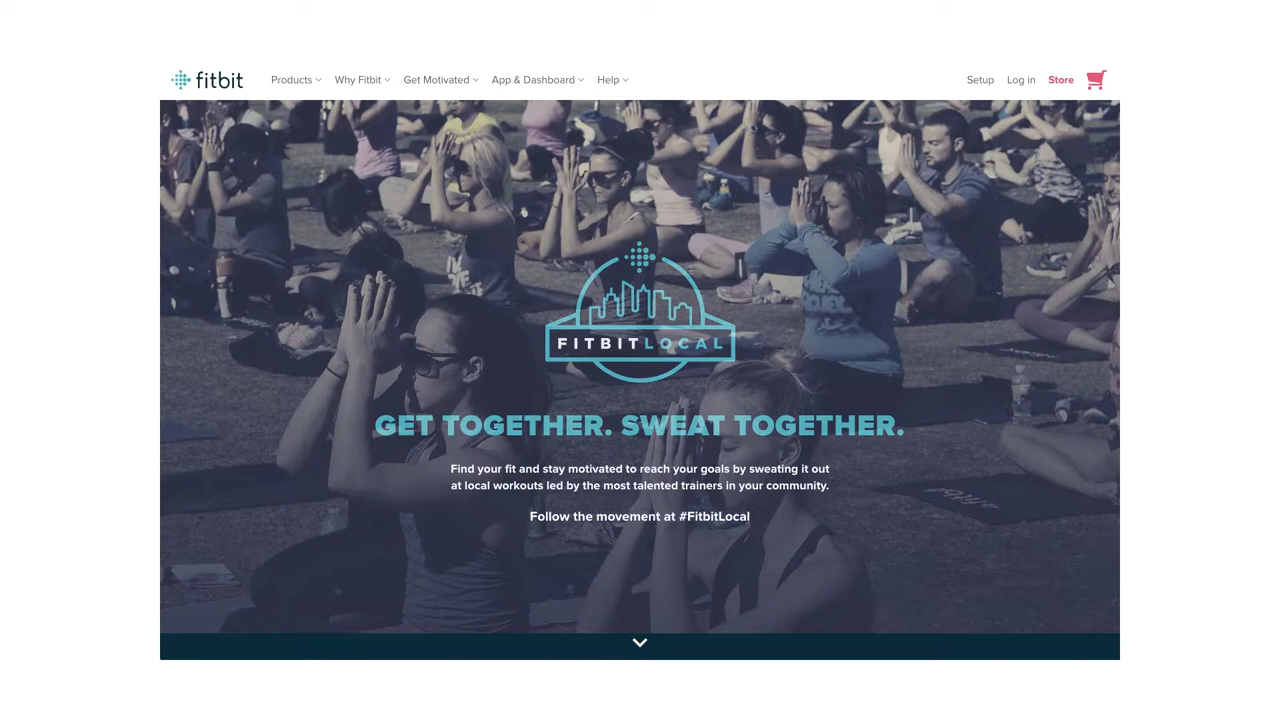 fitbit
Products
Why Fitbit
Get Motivated
App & Dashboard
Help
Setup
Log in
Store
FITBITLOCAL
GET TOGETHER. SWEAT TOGETHER.
Find your fit and stay motivated to reach your goals by sweating it out
at local workouts led by the most talented trainers in your community.
Follow the movement at #FitbitLocal
fitbit